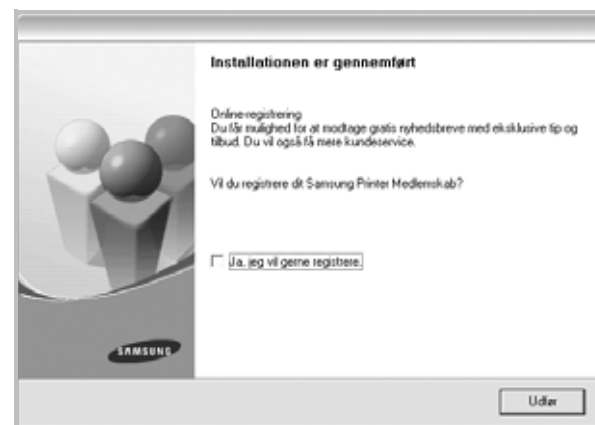 Installationen er gennemført
Online-registrering
Du får mulighed for at modtage gratis nyhedsbreve med eksklusive tip og
tilbud. Du vil også få mere kundeservice.
Vil du registrere dit Samsung Printer Medlemskab?
Ja, jeg vil gerne registrere.
SAMSUNG
Udfør